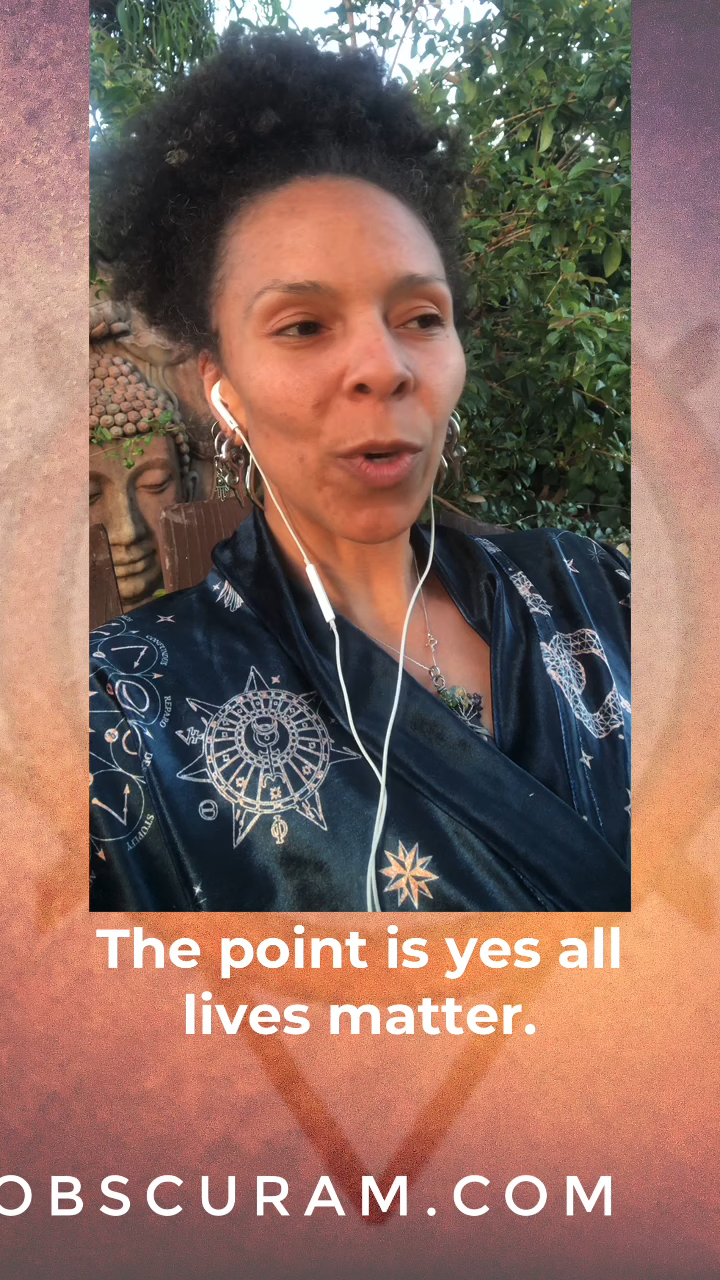 The point is yes all
lives matter.
OBSCURAM.COM